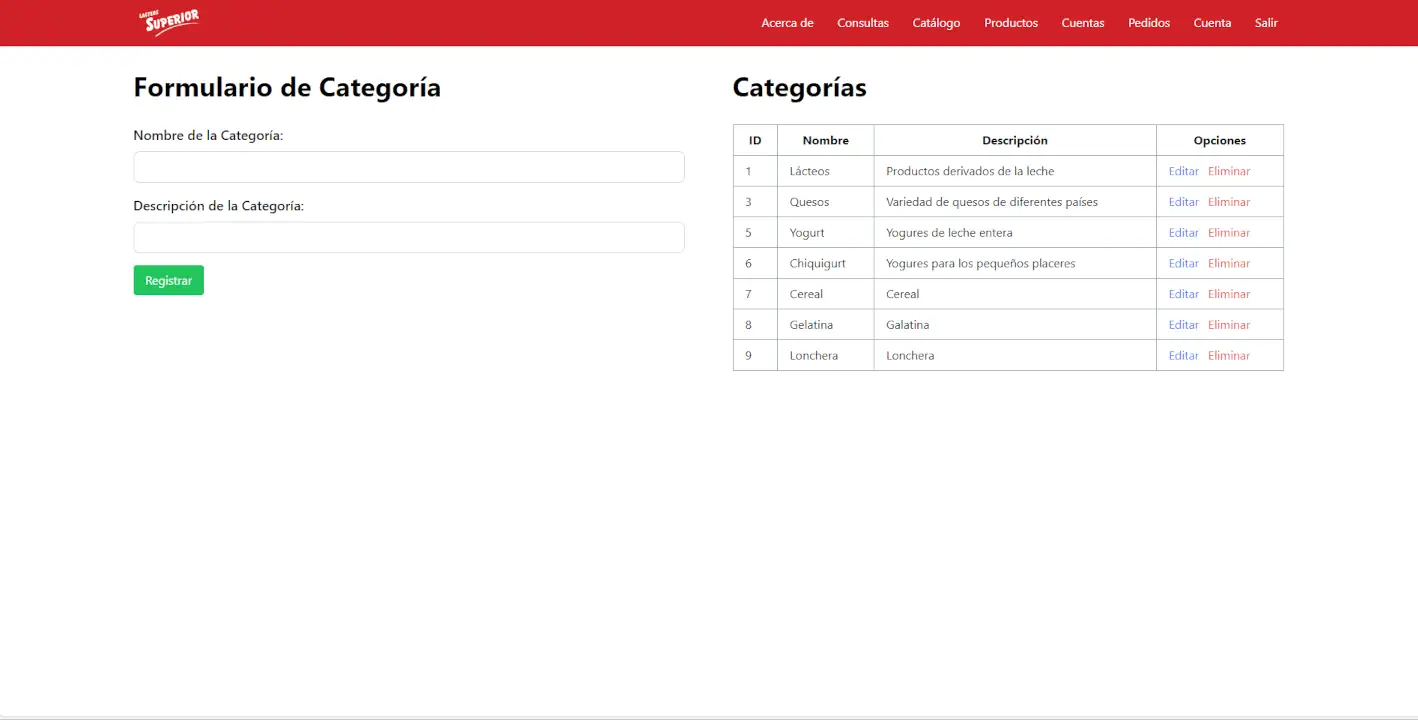 LACTEOS
SUPERIOR
Acerca de Consultas Catálogo Productos Cuentas Pedidos Cuenta Salir
Formulario de Categoría
Nombre de la Categoría:
Descripción de la Categoría:
Registrar
Categorías
ID Nombre Descripción Opciones
1 Lácteos Productos derivados de la leche Editar Eliminar
3 Quesos Variedad de quesos de diferentes países Editar Eliminar
5 Yogurt Yogures de leche entera Editar Eliminar
6 Chiquigurt Yogures para los pequeños placeres Editar Eliminar
7 Cereal Cereal Editar Eliminar
8 Gelatina Galatina Editar Eliminar
9 Lonchera Lonchera Editar Eliminar